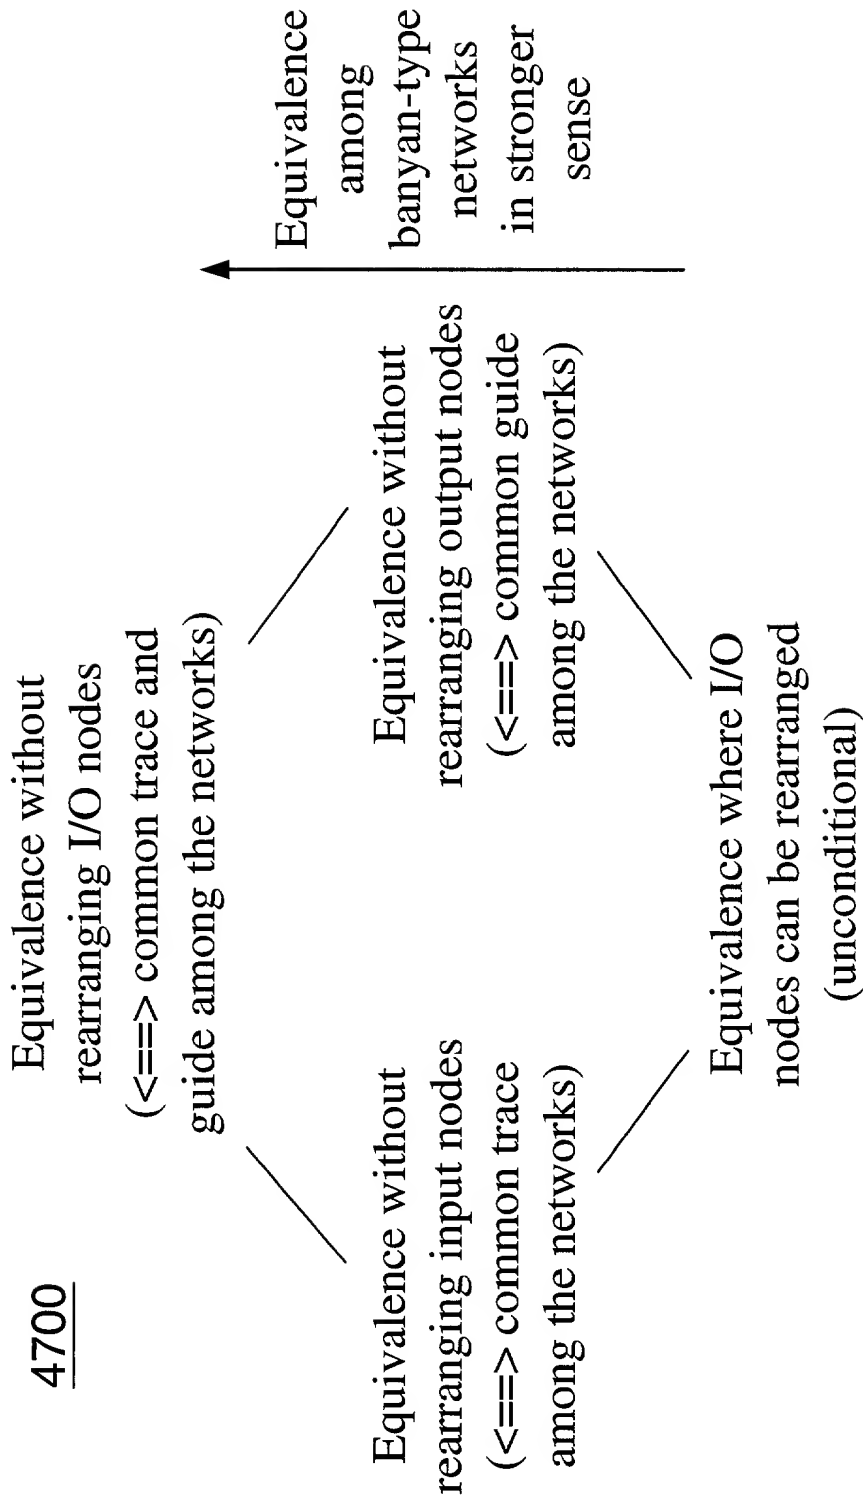 4700
Equivalence without
rearranging I/O nodes
(<==> common trace and
guide among the networks)
Equivalence without
rearranging input nodes
(<==> common trace
among the networks)
Equivalence without
rearranging output nodes
(<==> common guide
among the networks)
Equivalence where I/O
nodes can be rearranged
(unconditional)
Equivalence
among
banyan-type
networks
in stronger
sense